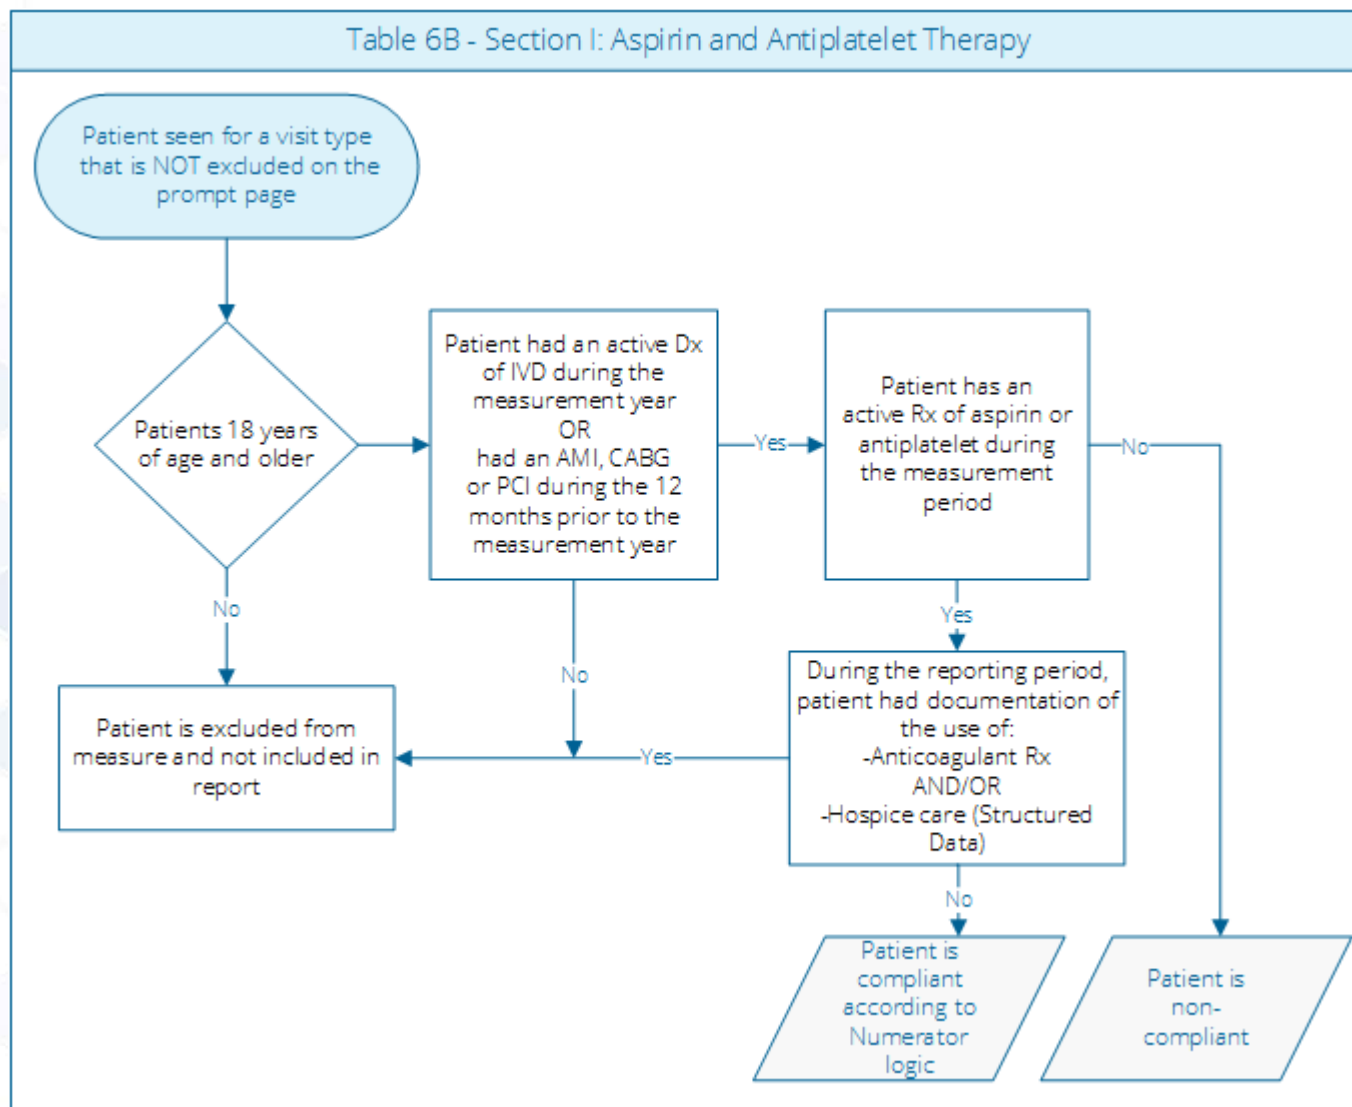 Table 6B - Section I: Aspirin and Antiplatelet Therapy
Patient seen for a visit type
that is NOT excluded on the
prompt page
Patients 18 years
of age and older
No
Patient had an active Dx
of IVD during the
measurement year
OR
had an AMI, CABG
or PCI during the 12
months prior to the
measurement year
Yes
No
Patient has an
active Rx of aspirin or
antiplatelet during
the measurement
period
No
Yes
Patient is excluded from
measure and not included in
report
Yes
During the reporting period,
patient had documentation of
the use of:
-Anticoagulant Rx
AND/OR
-Hospice care (Structured
Data)
No
Patient is
compliant
according to
Numerator
logic
Patient is
non-
compliant